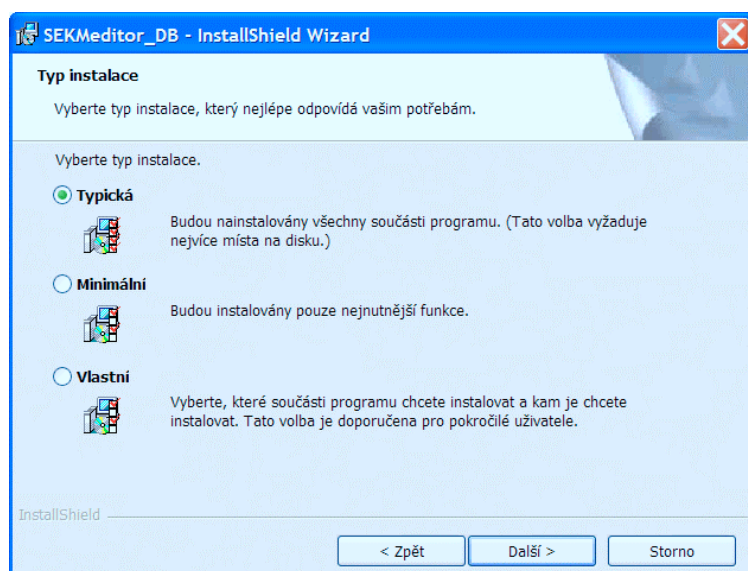 SEKMeditor_DB - InstallShield Wizard
Typ instalace
Vyberte typ instalace, který nejlépe odpovídá vašim potřebám.
Vyberte typ instalace.
Typická
Budou nainstalovány všechny součásti programu. (Tato volba vyžaduje
nejvíce místa na disku.)
Minimální
Budou instalovány pouze nejnutnější funkce.
Vlastní
Vyberte, které součásti programu chcete instalovat a kam je chcete
instalovat. Tato volba je doporučena pro pokročilé uživatele.
InstallShield
< Zpět
Další >
Storno